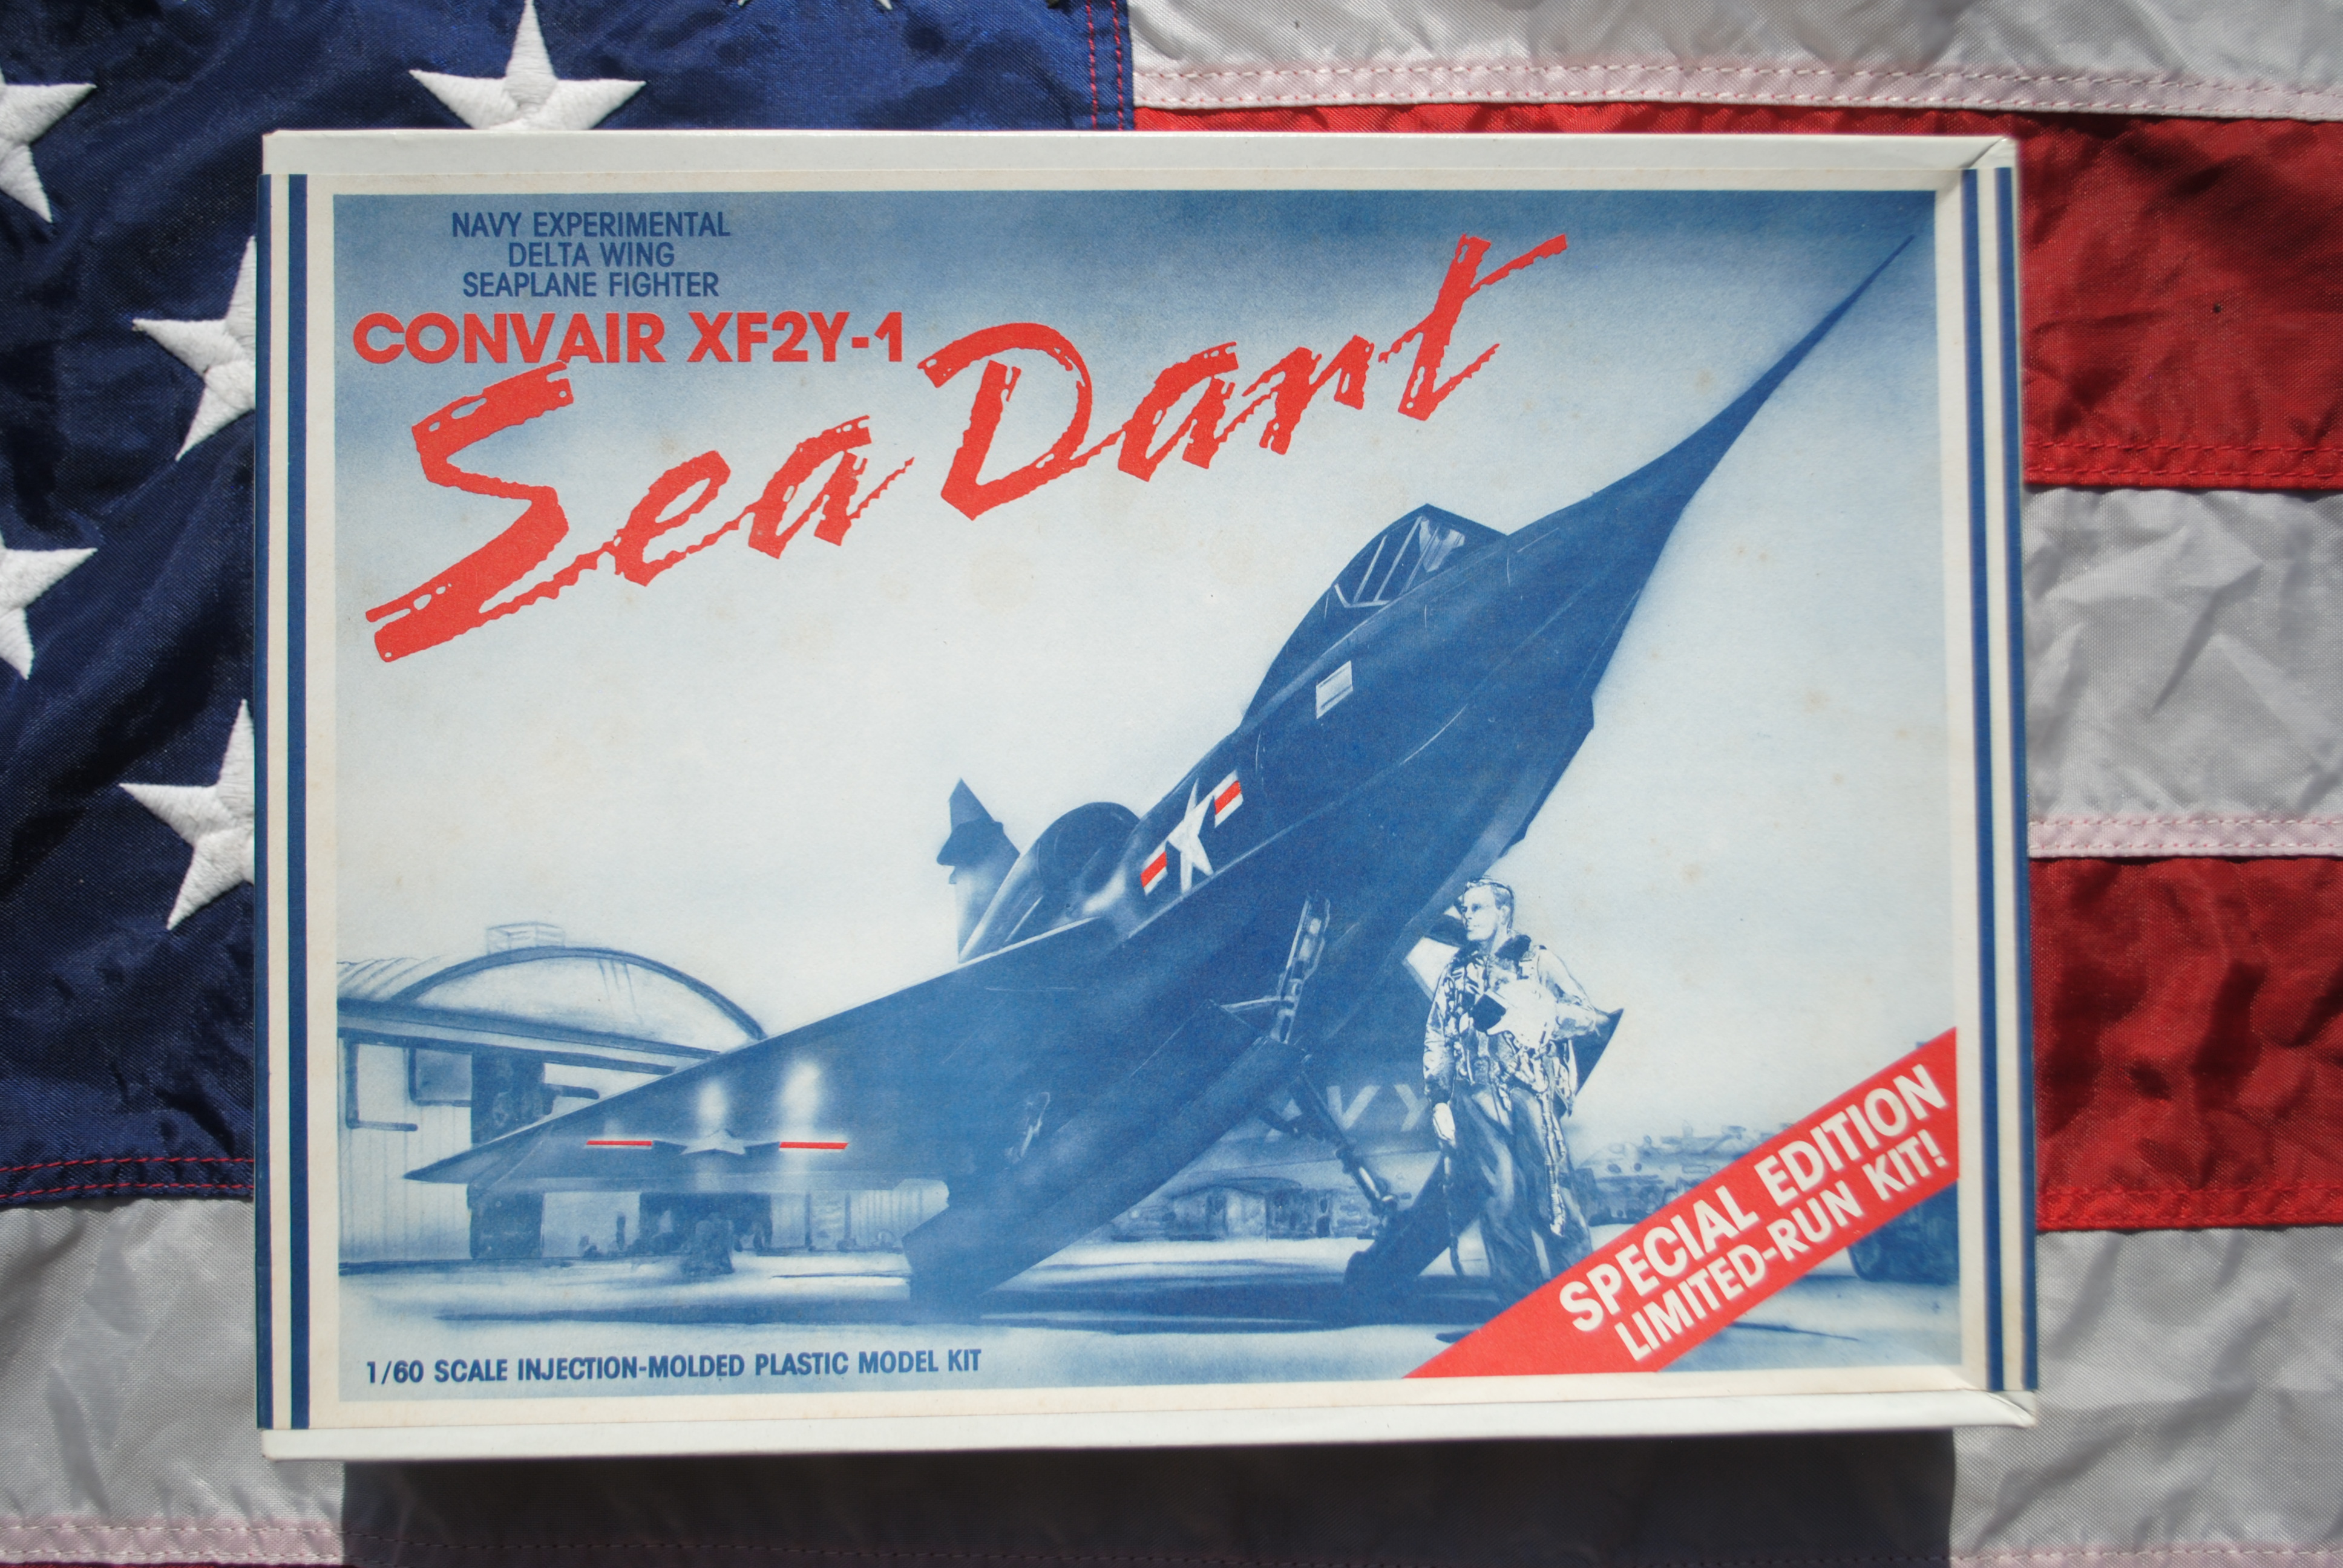 NAVY EXPERIMENTAL
DELTA WING
SEAPLANE FIGHTER
CONVAIR XF2Y-1
Sea Dart
NAVY
SPECIAL EDITION
LIMITED-RUN KIT!
1/60 SCALE INJECTION-MOLDED PLASTIC MODEL KIT